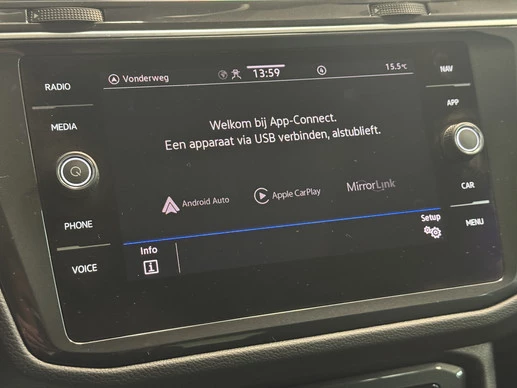 RADIO
MEDIA
PHONE
VOICE
Vonderweg
13:59
15.5°C
Welkom bij App-Connect.
Een apparaat via USB verbinden, alstublieft.
Android Auto
Apple CarPlay
MirrorLink
Info
Setup
NAV
APP
CAR
MENU